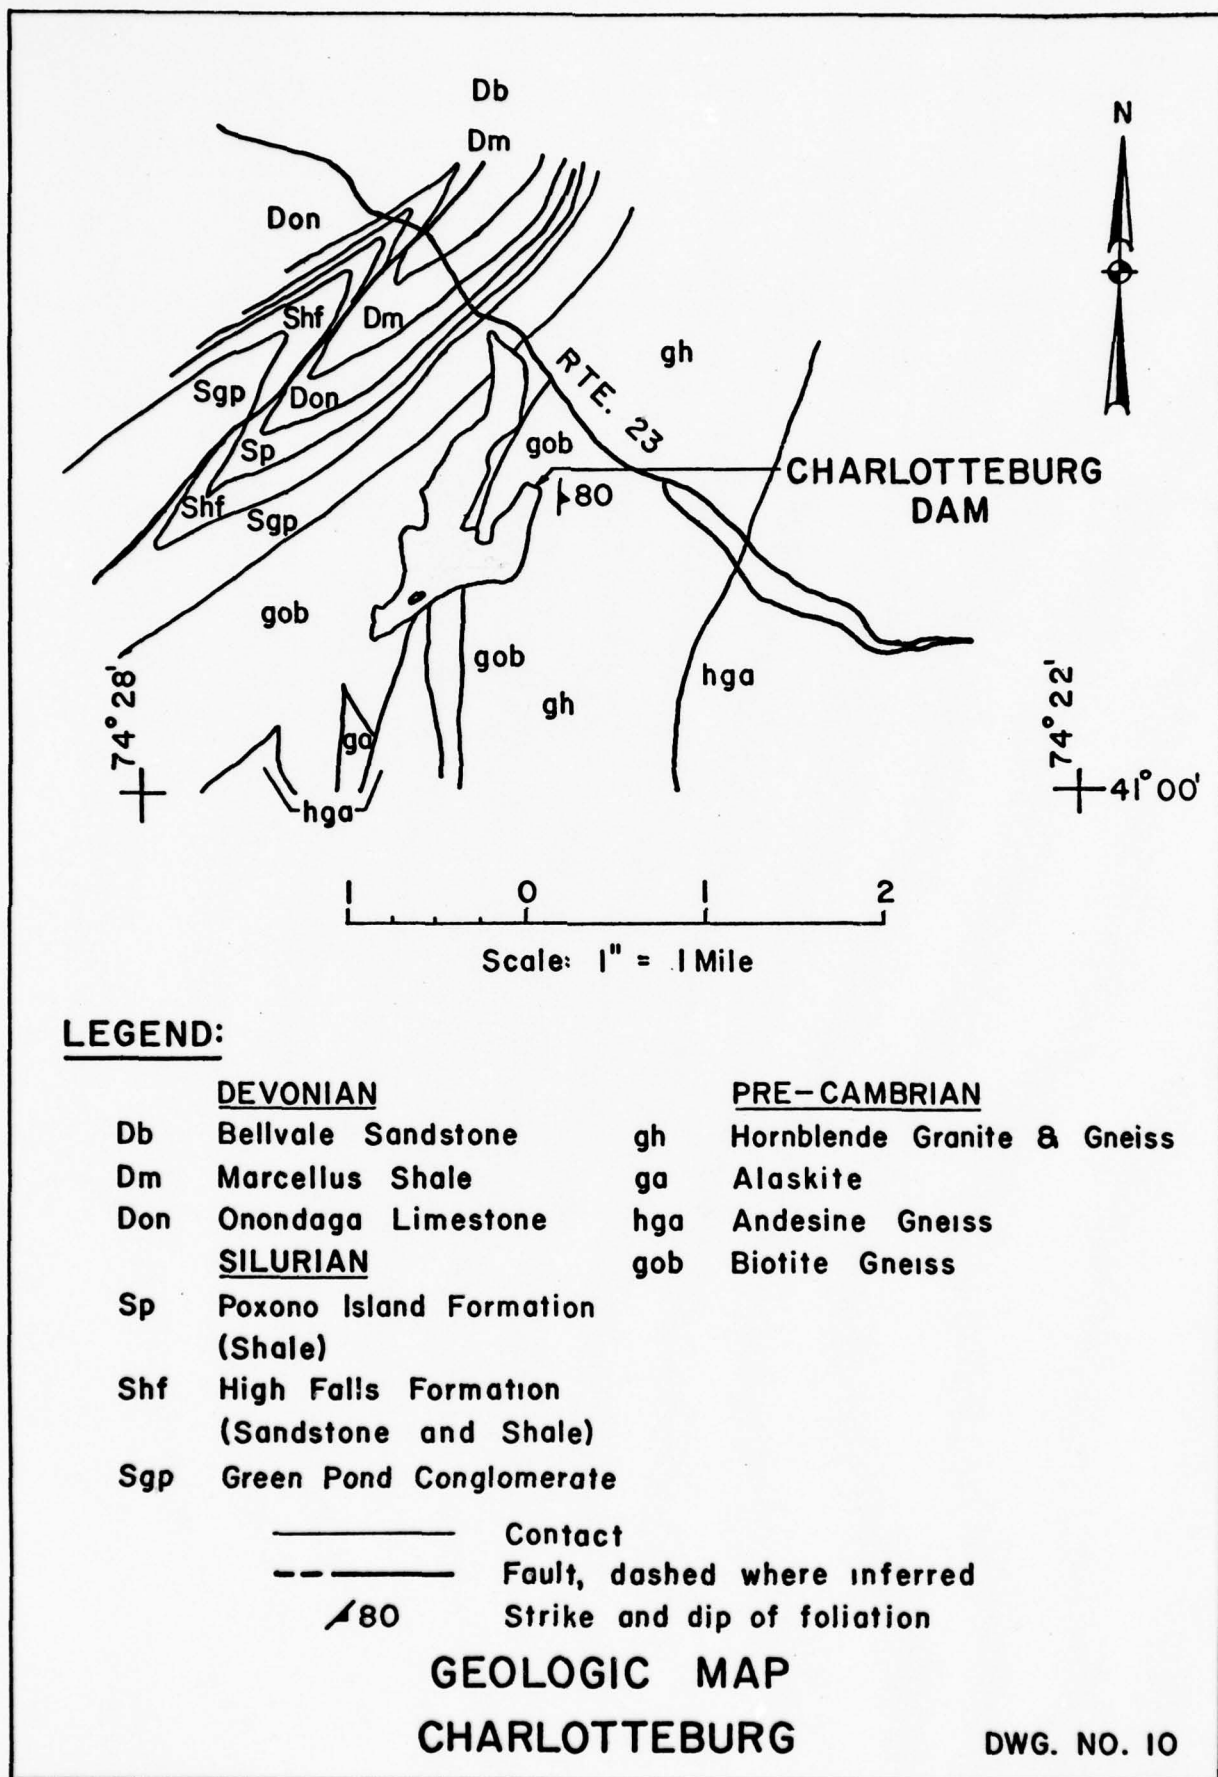 Db
N
Dm
Don
Shf
Dm
gh
RTE. 23
Sgp
Don
gob
Sp
CHARLOTTEBURG
DAM
80
Shf
Sgp
gob
gob
hga
gh
ga
hga
74° 28'
74° 22'
41° 00'
1 0 1 2
Scale: 1" = 1 Mile
LEGEND:
DEVONIAN
Db Bellvale Sandstone
Dm Marcellus Shale
Don Onondaga Limestone
SILURIAN
Sp Poxono Island Formation
(Shale)
Shf High Falls Formation
(Sandstone and Shale)
Sgp Green Pond Conglomerate
PRE-CAMBRIAN
gh Hornblende Granite & Gneiss
ga Alaskite
hga Andesine Gneiss
gob Biotite Gneiss
Contact
Fault, dashed where inferred
80 Strike and dip of foliation
GEOLOGIC MAP
CHARLOTTEBURG
DWG. NO. 10